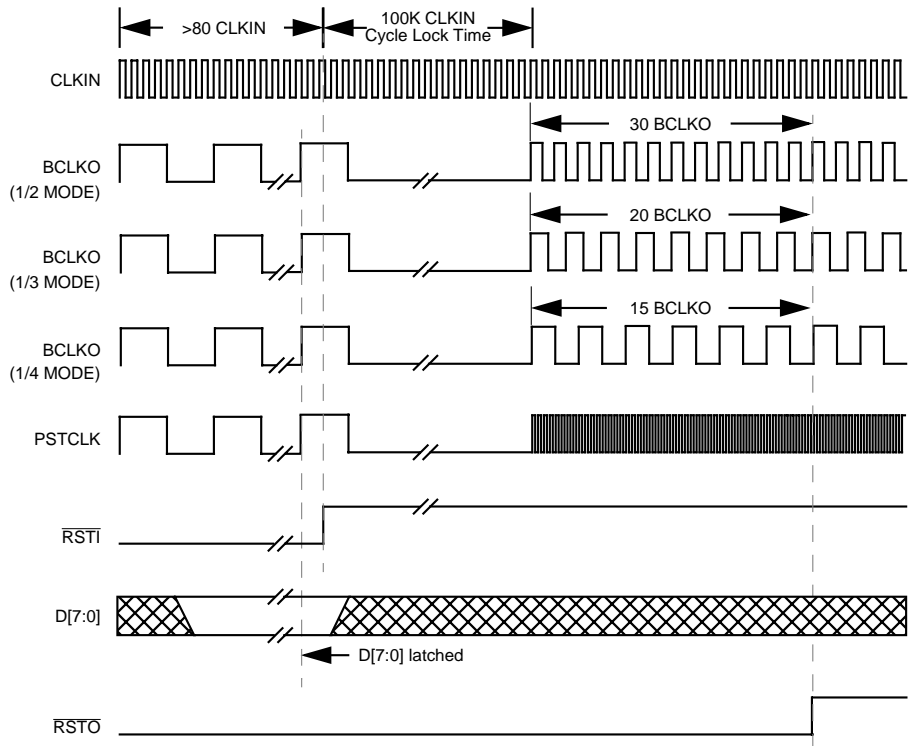 >80 CLKIN
100K CLKIN
Cycle Lock Time
CLKIN
30 BCLKO
BCLKO
(1/2 MODE)
20 BCLKO
BCLKO
(1/3 MODE)
15 BCLKO
BCLKO
(1/4 MODE)
PSTCLK
RSTI
D[7:0]
D[7:0] latched
RSTO